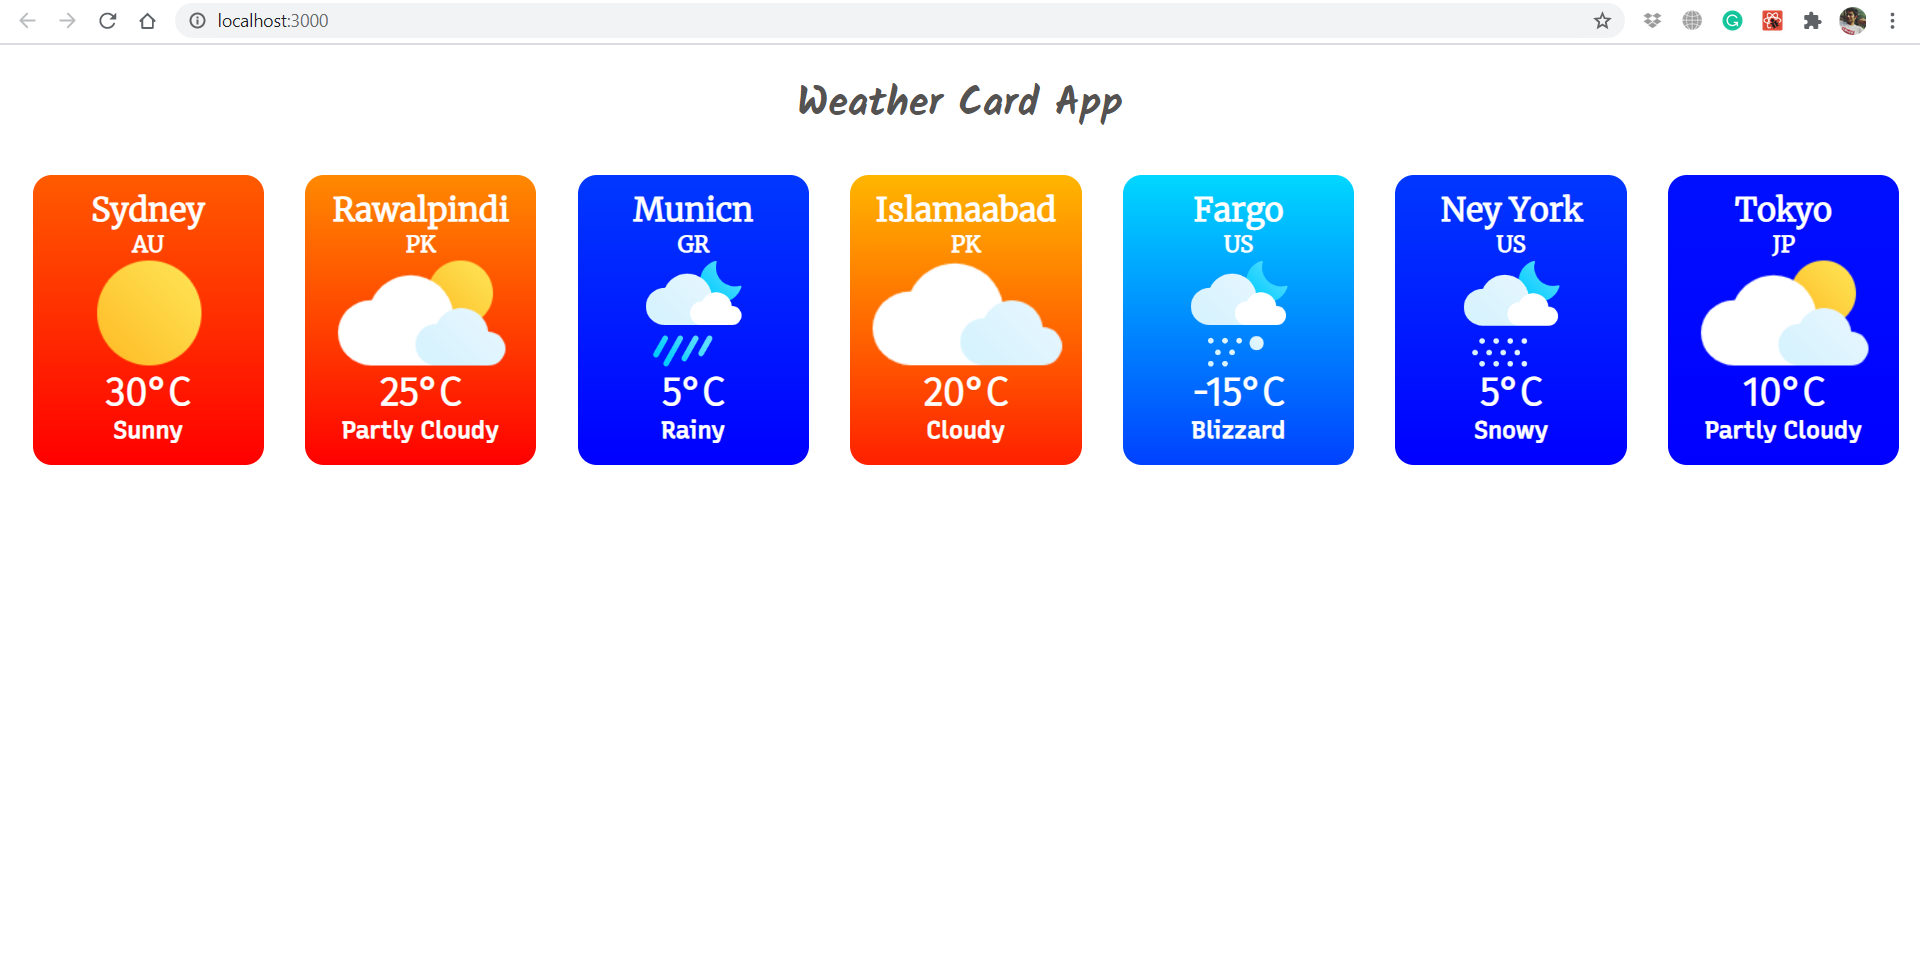 localhost:3000
Weather Card App
Sydney
AU
30°C
Sunny
Rawalpindi
PK
25°C
Partly Cloudy
Municn
GR
5°C
Rainy
Islamaabad
PK
20°C
Cloudy
Fargo
US
-15°C
Blizzard
Ney York
US
5°C
Snowy
Tokyo
JP
10°C
Partly Cloudy